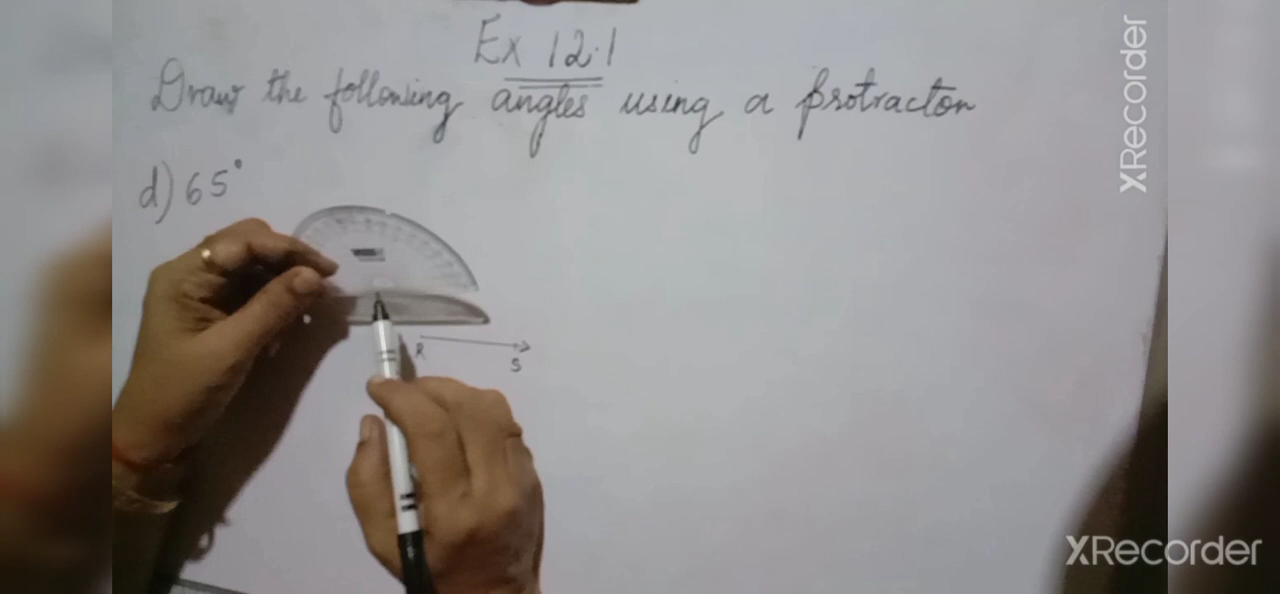 Ex 12.1
Draw the following angles using a protractor
d) 65°
R
S
XRecorder
XRecorder